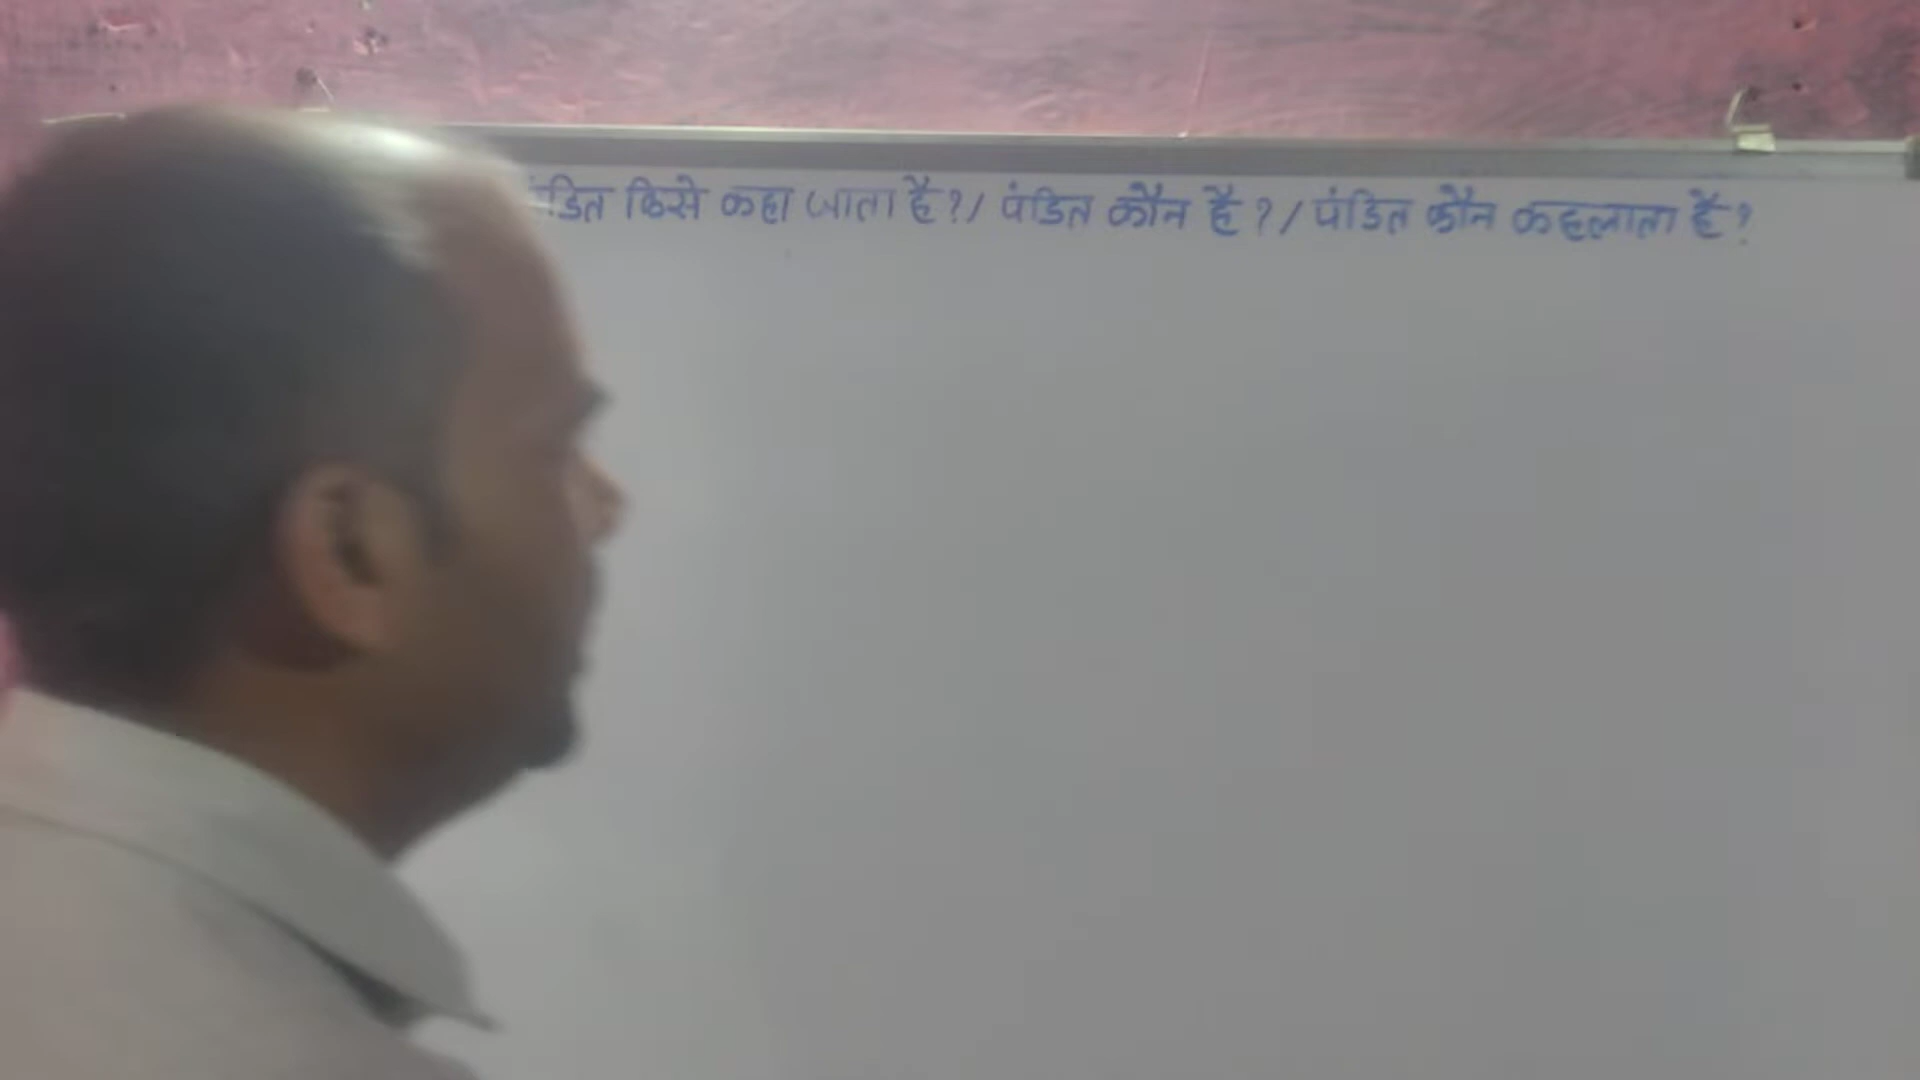 पंडित किसे कहा जाता है?/ पंडित कौन है?/ पंडित कौन कहलाता है?